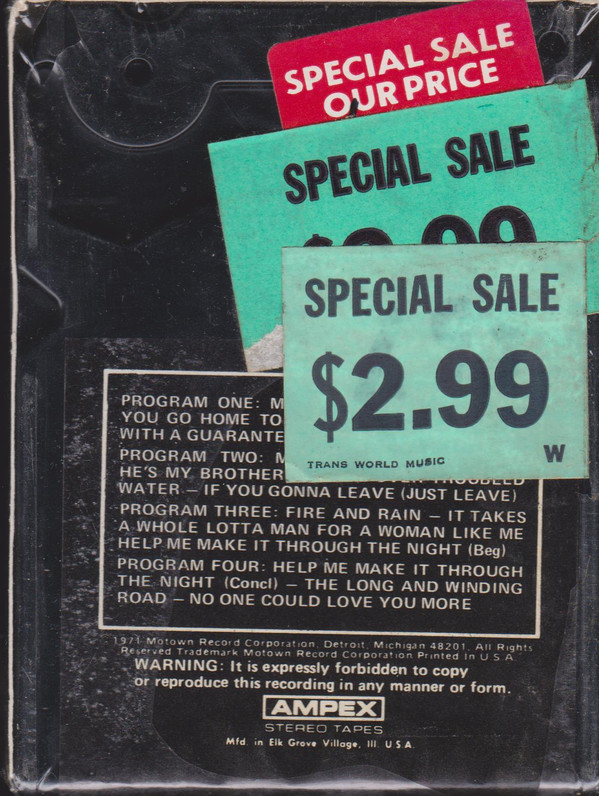 SPECIAL SALE
OUR PRICE
SPECIAL SALE
SPECIAL SALE
$2.99
TRANS WORLD MUSIC
W
PROGRAM ONE: M
YOU GO HOME TO
WITH A GUARANTE
PROGRAM TWO: M
HE'S MY BROTHER
WATER – IF YOU GONNA LEAVE (JUST LEAVE)
PROGRAM THREE: FIRE AND RAIN – IT TAKES
A WHOLE LOTTA MAN FOR A WOMAN LIKE ME
HELP ME MAKE IT THROUGH THE NIGHT (Beg)
PROGRAM FOUR: HELP ME MAKE IT THROUGH
THE NIGHT (Concl) – THE LONG AND WINDING
ROAD – NO ONE COULD LOVE YOU MORE
1971 Motown Record Corporation, Detroit, Michigan 48201, All Rights
Reserved Trademark Motown Record Corporation Printed In U.S.A.
WARNING: It is expressly forbidden to copy
or reproduce this recording in any manner or form.
AMPEX
STEREO TAPES
Mfd. in Elk Grove Village, Ill. U.S.A.